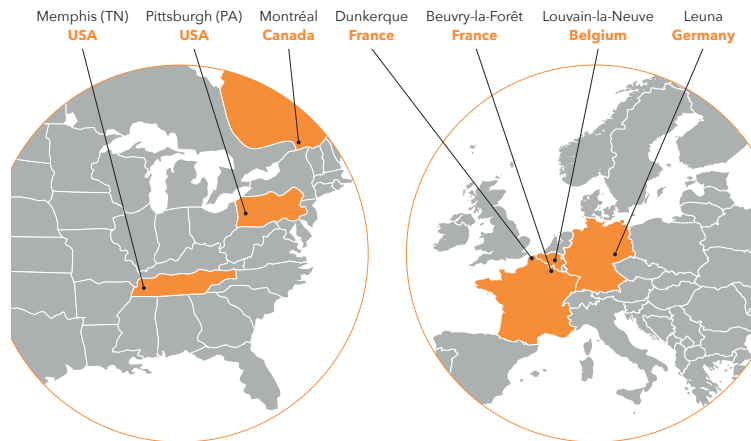 Memphis (TN)
USA
Pittsburgh (PA)
USA
Montréal
Canada
Dunkerque
France
Beuvry-la-Forêt
France
Louvain-la-Neuve
Belgium
Leuna
Germany